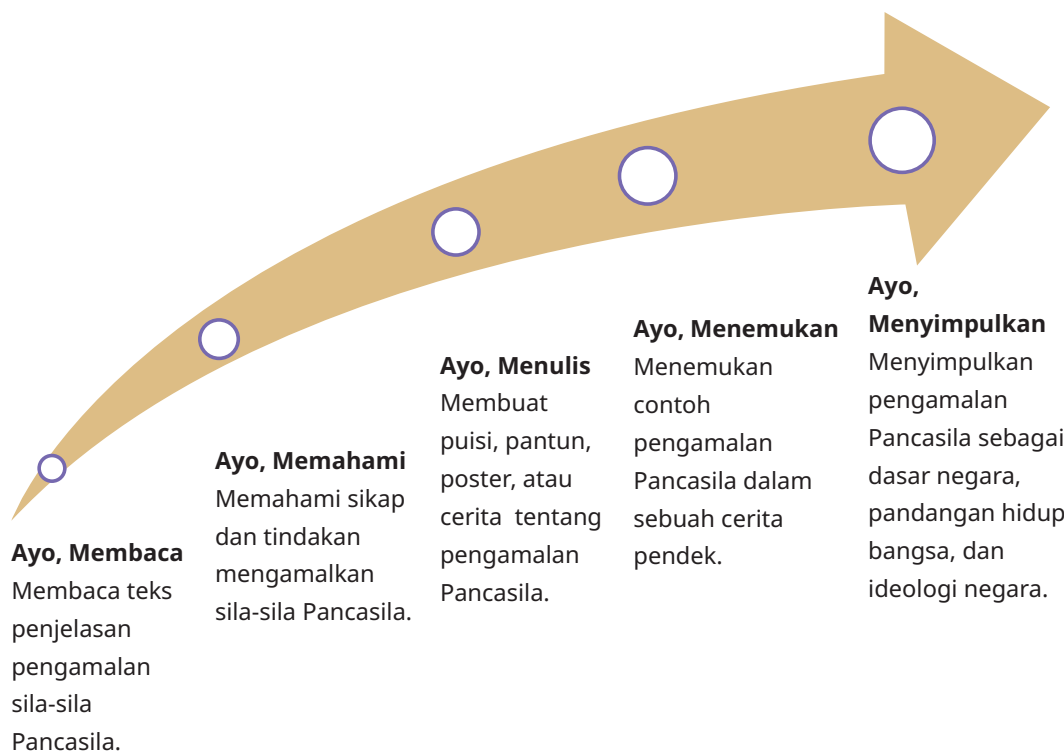 Ayo, Membaca
Membaca teks
penjelasan
pengamalan
sila-sila
Pancasila.
Ayo, Memahami
Memahami sikap
dan tindakan
mengamalkan
sila-sila Pancasila.
Ayo, Menulis
Membuat
puisi, pantun,
poster, atau
cerita tentang
pengamalan
Pancasila.
Ayo, Menemukan
Menemukan
contoh
pengamalan
Pancasila dalam
sebuah cerita
pendek.
Ayo,
Menyimpulkan
Menyimpulkan
pengamalan
Pancasila sebagai
dasar negara,
pandangan hidup
bangsa, dan
ideologi negara.